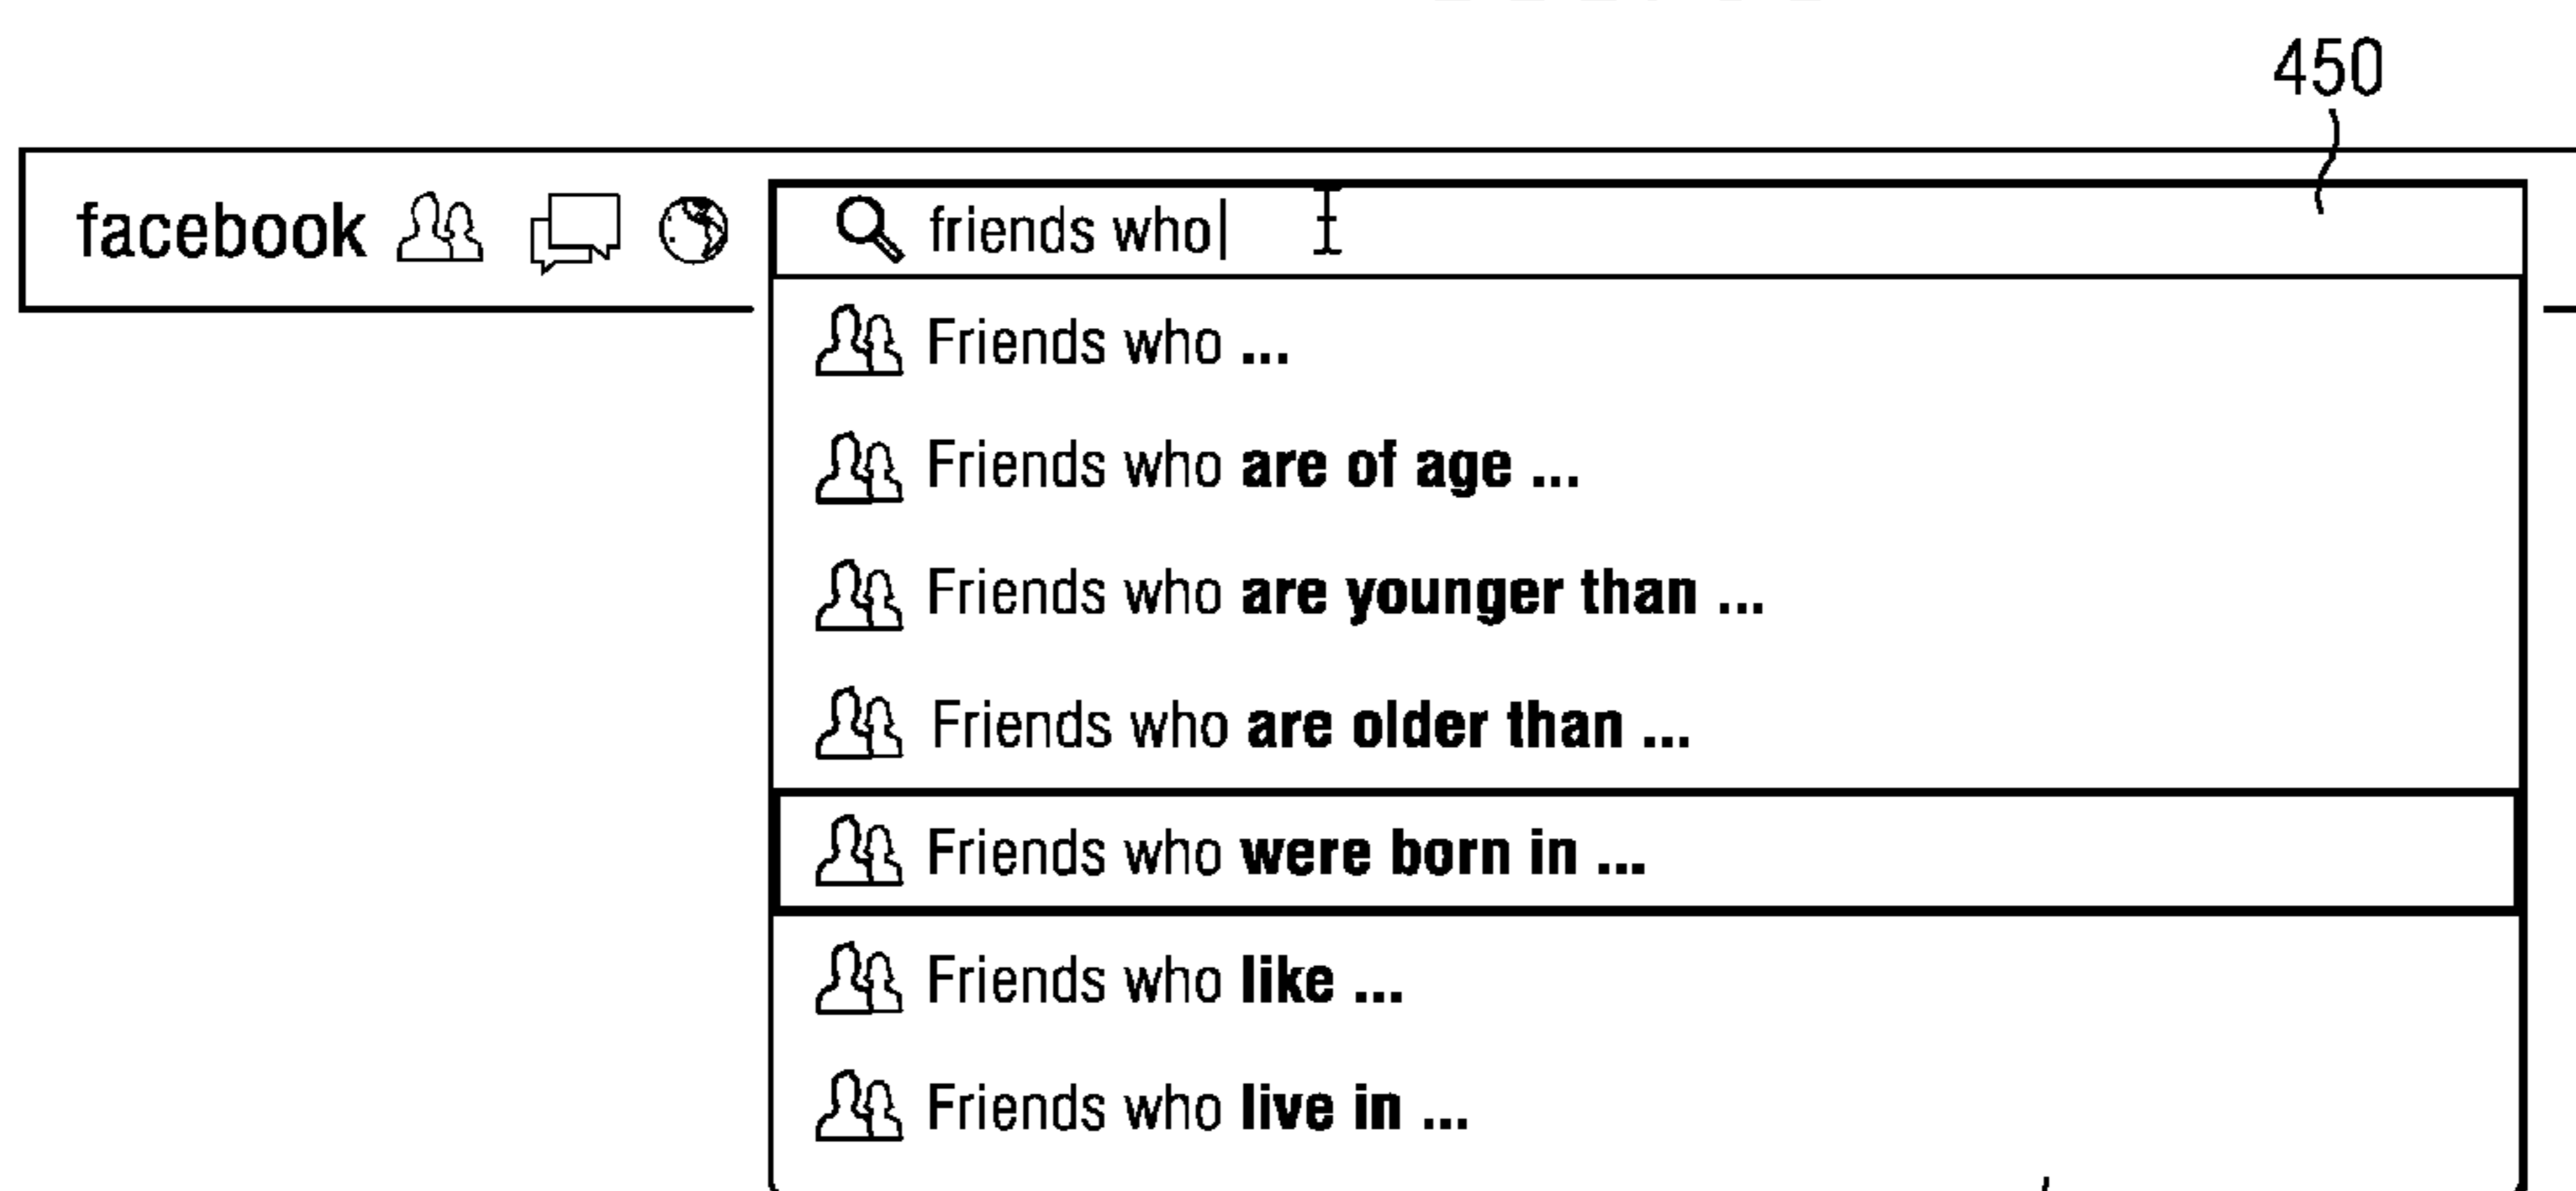 450
facebook friends who
Friends who ...
Friends who are of age ...
Friends who are younger than ...
Friends who are older than ...
Friends who were born in ...
Friends who like ...
Friends who live in ...